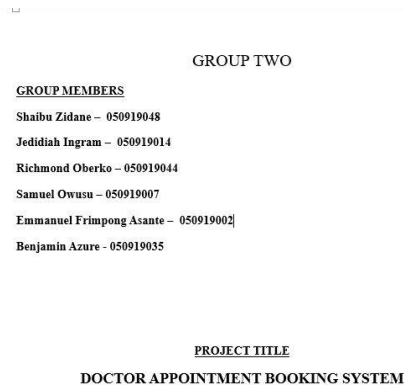 GROUP TWO
GROUP MEMBERS
Shaibu Zidane – 050919048
Jedidiah Ingram – 050919014
Richmond Oberko – 050919044
Samuel Owusu – 050919007
Emmanuel Frimpong Asante – 050919002
Benjamin Azure - 050919035
PROJECT TITLE
DOCTOR APPOINTMENT BOOKING SYSTEM